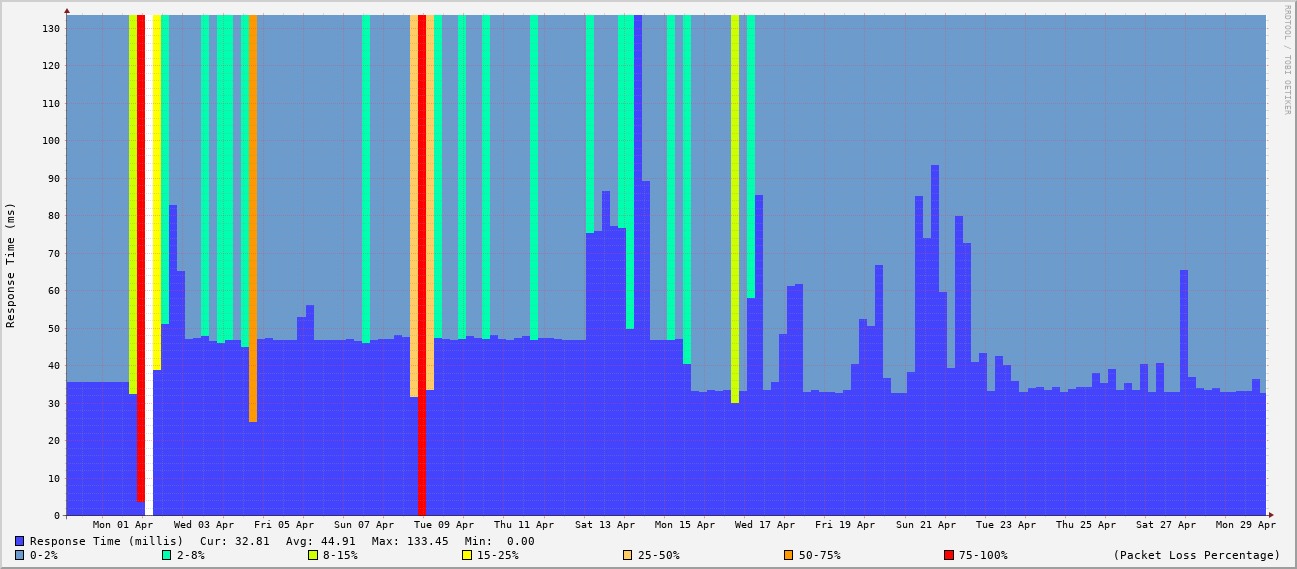 RRDTOOL / TOBI OETIKER
Response Time (ms)
130
120
110
100
90
80
70
60
50
40
30
20
10
0
Mon 01 Apr Wed 03 Apr Fri 05 Apr Sun 07 Apr Tue 09 Apr Thu 11 Apr Sat 13 Apr Mon 15 Apr Wed 17 Apr Fri 19 Apr Sun 21 Apr Tue 23 Apr Thu 25 Apr Sat 27 Apr Mon 29 Apr
Response Time (millis) Cur: 32.81 Avg: 44.91 Max: 133.45 Min: 0.00
0-2% 2-8% 8-15% 15-25% 25-50% 50-75% 75-100% (Packet Loss Percentage)